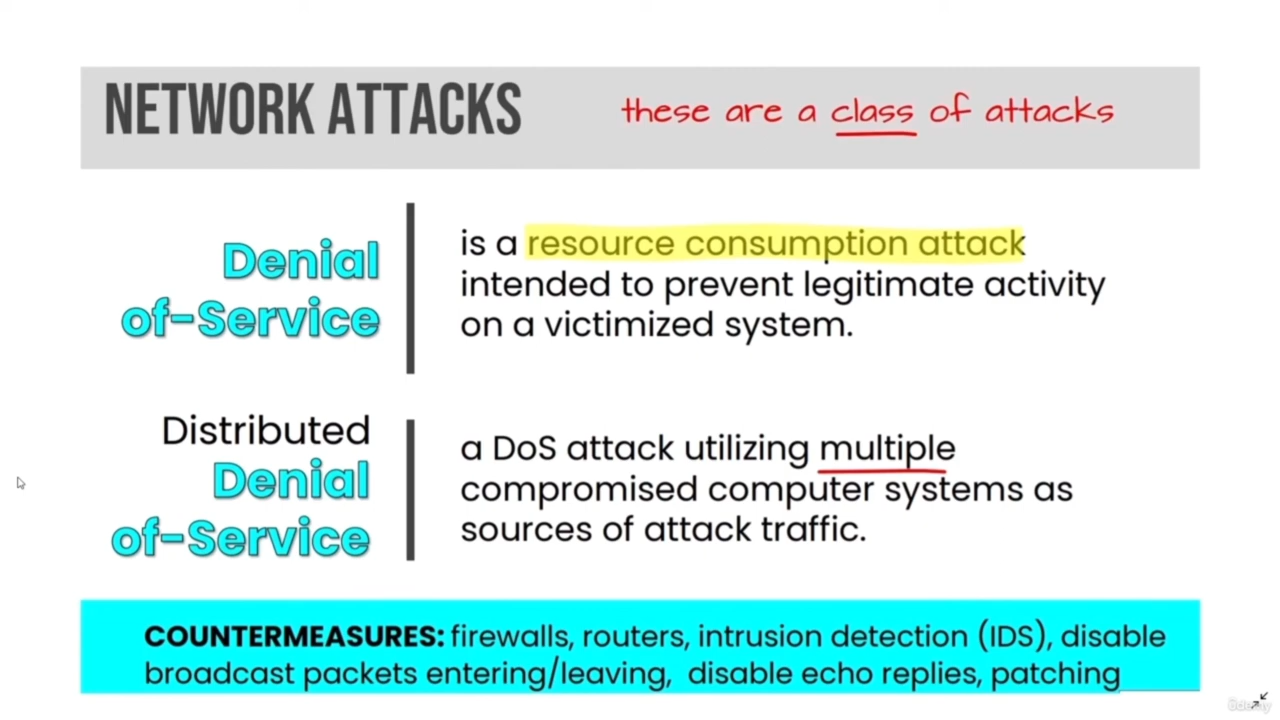 NETWORK ATTACKS
these are a class of attacks
Denial
of-Service
is a resource consumption attack
intended to prevent legitimate activity
on a victimized system.
Distributed
Denial
of-Service
a DoS attack utilizing multiple
compromised computer systems as
sources of attack traffic.
COUNTERMEASURES: firewalls, routers, intrusion detection (IDS), disable
broadcast packets entering/leaving, disable echo replies, patching
ûdemy